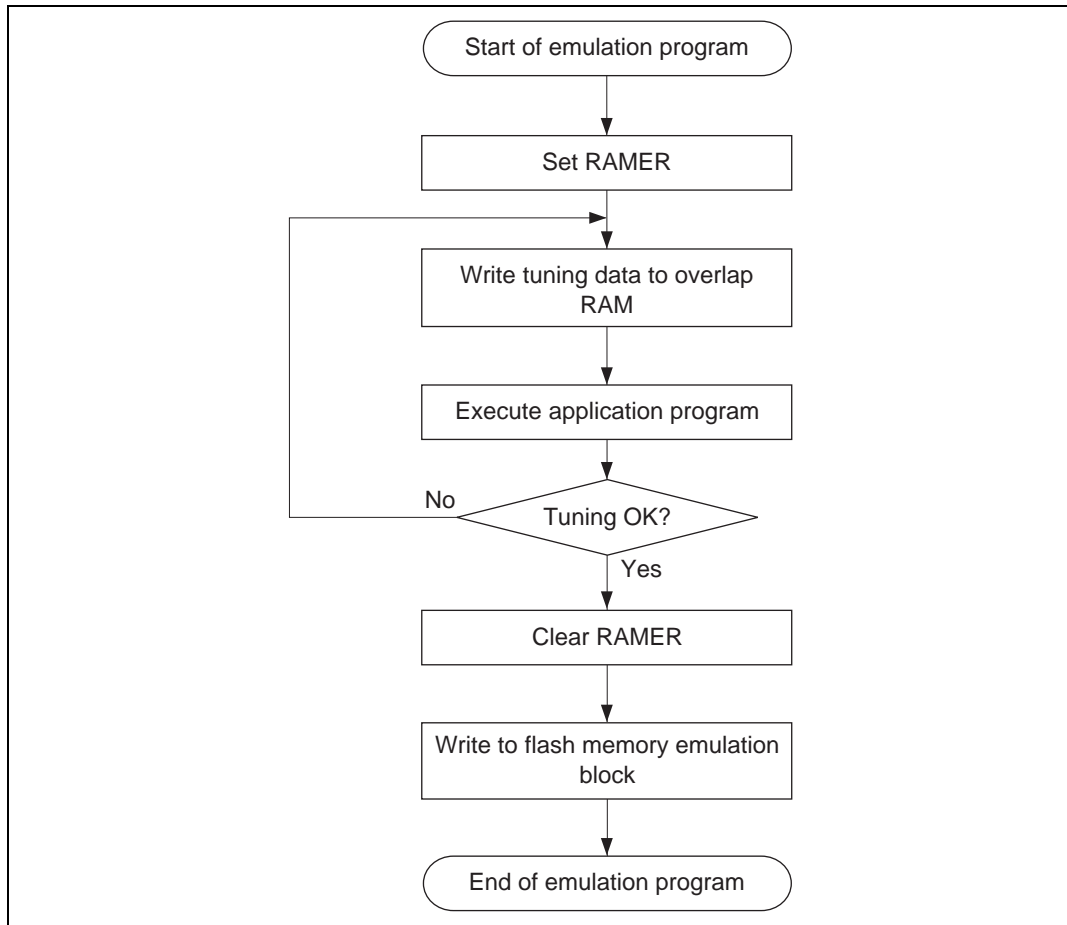 Start of emulation program
Set RAMER
Write tuning data to overlap
RAM
Execute application program
No
Tuning OK?
Yes
Clear RAMER
Write to flash memory emulation
block
End of emulation program